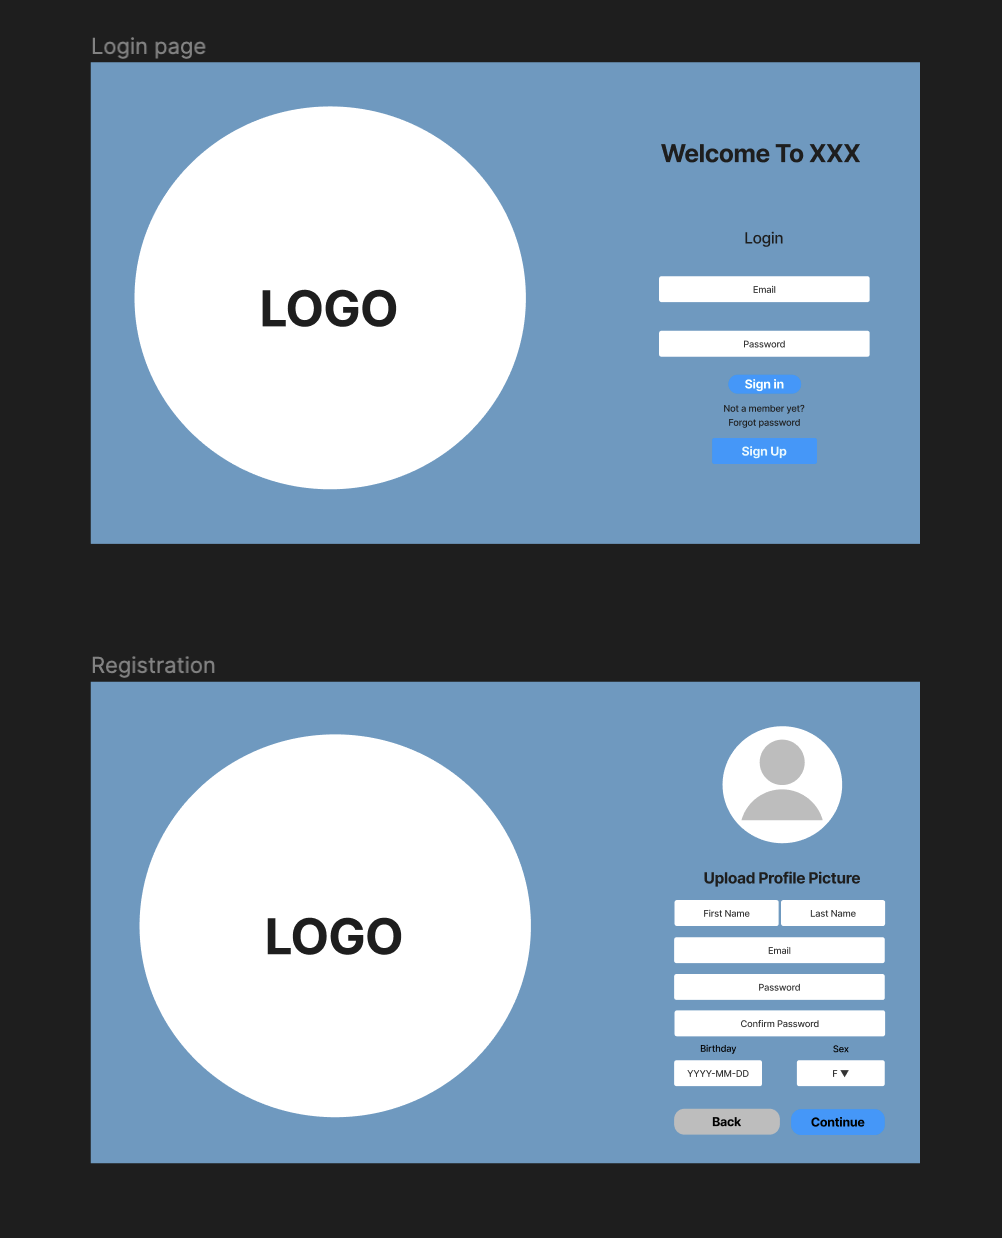 Login page
LOGO
Welcome To XXX
Login
Email
Password
Sign in
Not a member yet?
Forgot password
Sign Up
Registration
LOGO
Upload Profile Picture
First Name Last Name
Email
Password
Confirm Password
Birthday Sex
YYYY-MM-DD F ▼
Back Continue